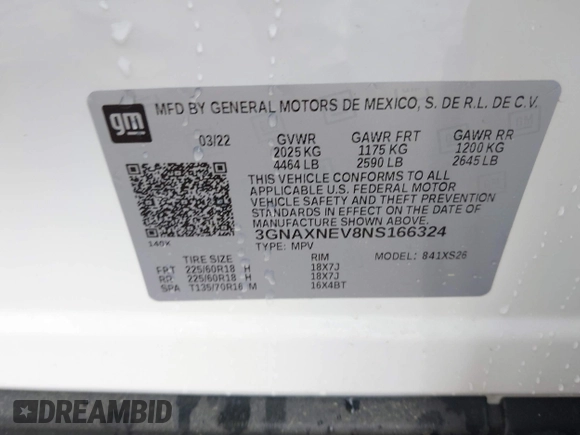 gm
MFD BY GENERAL MOTORS DE MEXICO, S. DE R.L. DE C.V.
03/22 GVWR GAWR FRT GAWR RR
2025 KG 1175 KG 1200 KG
4464 LB 2590 LB 2645 LB
THIS VEHICLE CONFORMS TO ALL
APPLICABLE U.S. FEDERAL MOTOR
VEHICLE SAFETY AND THEFT
PREVENTION STANDARDS IN EFFECT
ON THE DATE OF MANUFACTURE SHOWN ABOVE.
3GNAXNEV8NS166324
140V TYPE: MPV MODEL: 841XS26
TIRE SIZE RIM
FRT 225/60R18 H 18X7J
RR 225/60R18 H 18X7J
SPA T135/70R16 M 16X4BT
DREAMBID